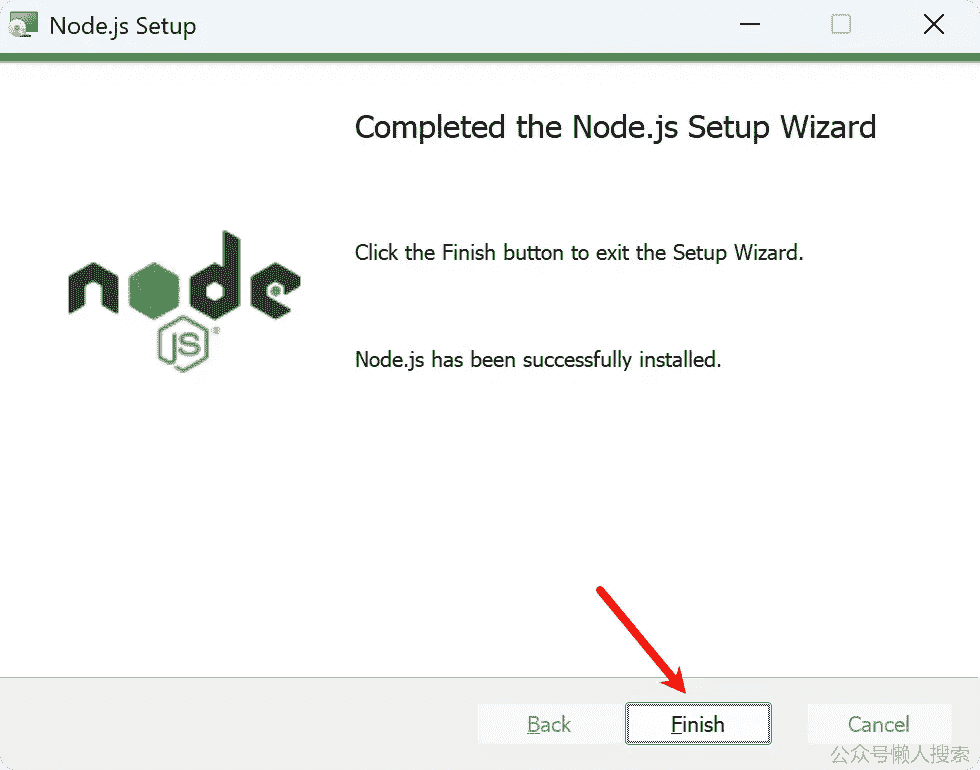 Node.js Setup
Completed the Node.js Setup Wizard
Click the Finish button to exit the Setup Wizard.
node
JS
®
Node.js has been successfully installed.
Back
Finish
Cancel
公众号懒人搜索